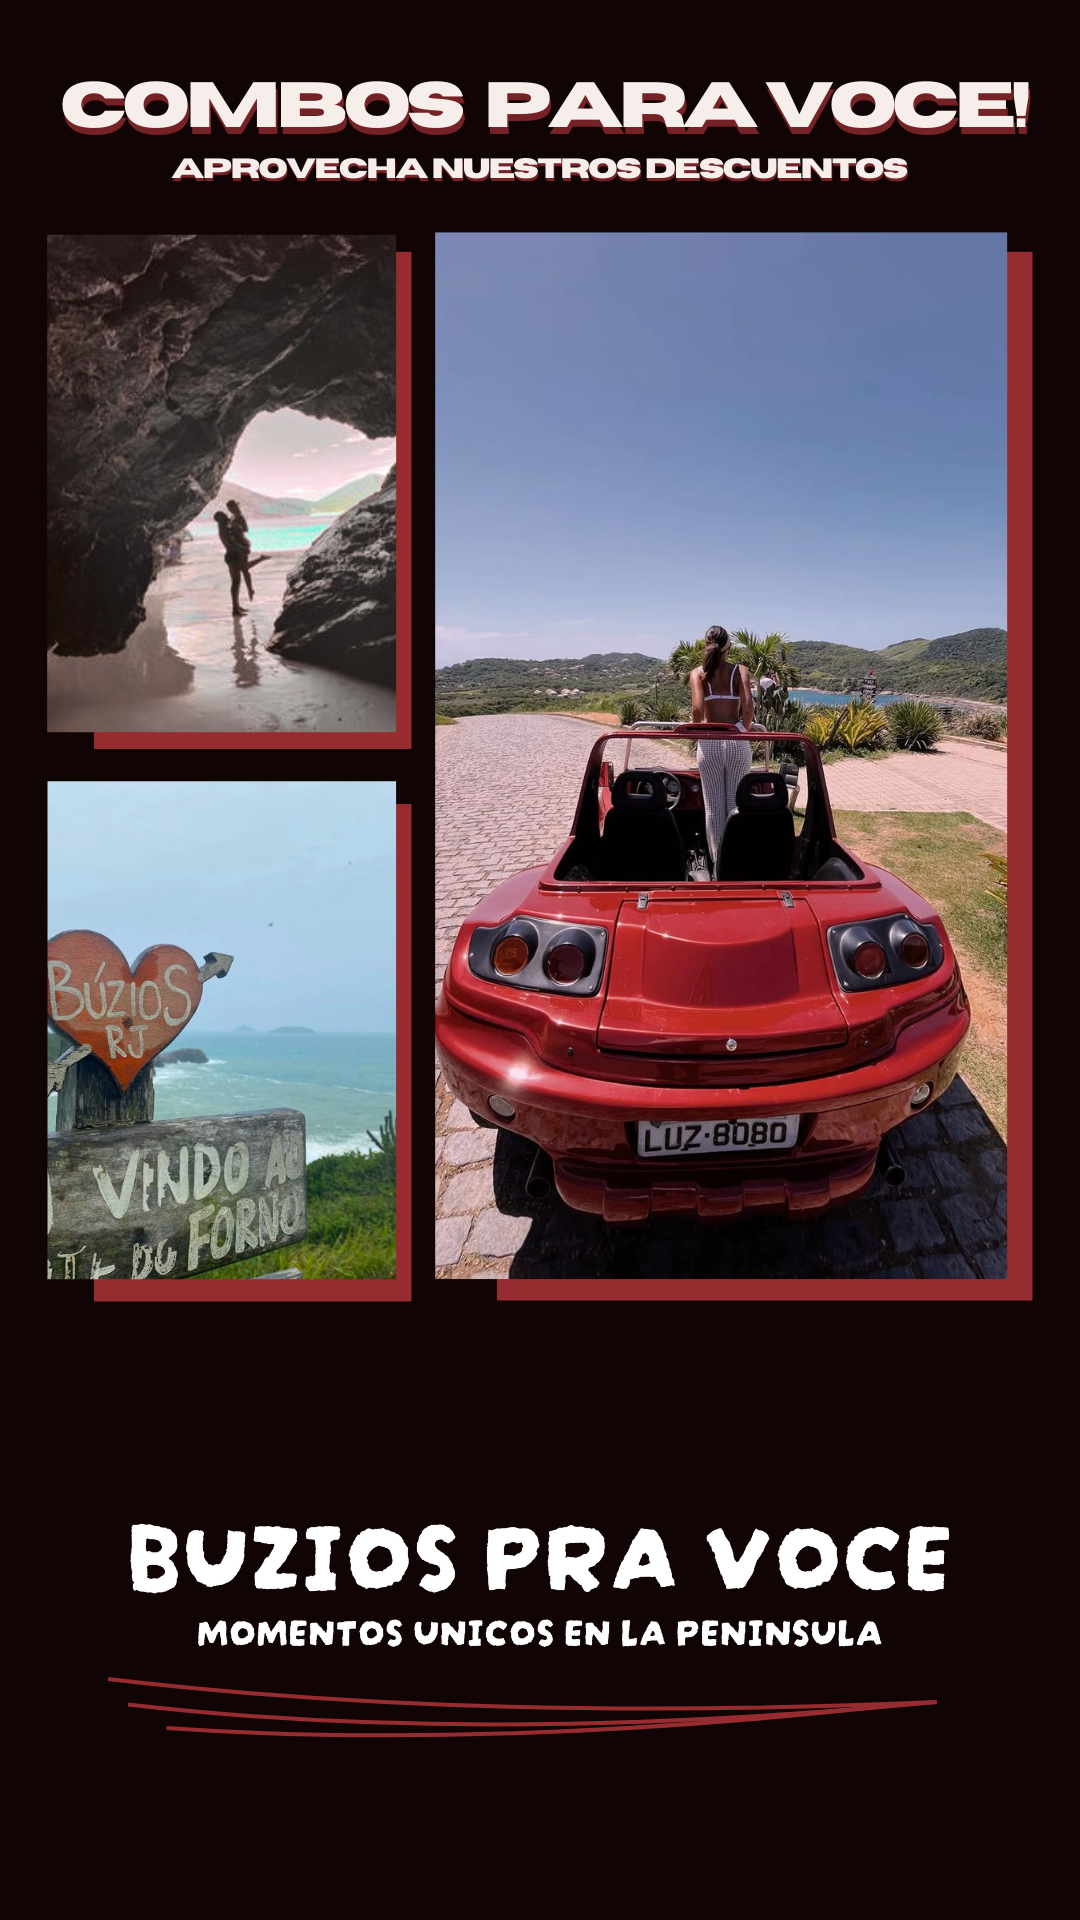 COMBOS PARA VOCE!
APROVECHA NUESTROS DESCUENTOS
BÚZIOS
RJ
VINDO AO
DO FORNO
LUZ·8080
BUZIOS PRA VOCE
MOMENTOS UNICOS EN LA PENINSULA